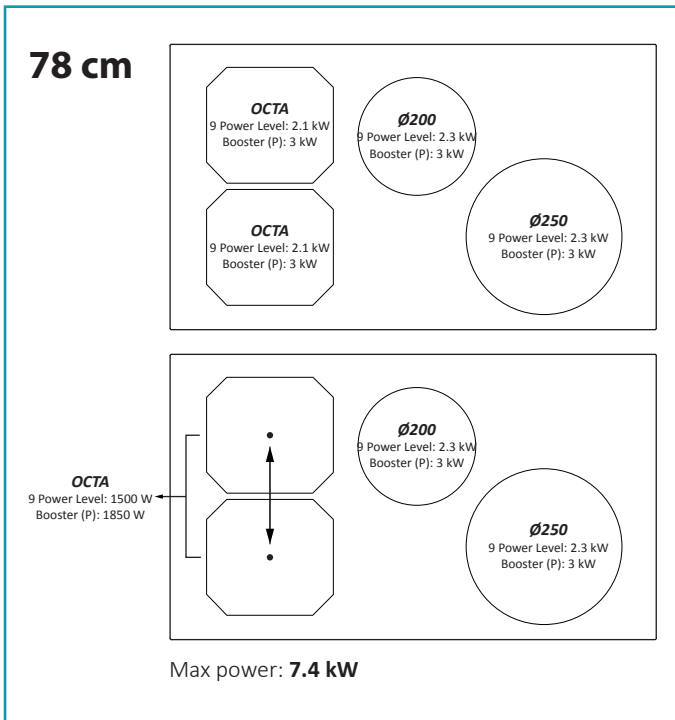 78 cm
OCTA
9 Power Level: 2.1 kW
Booster (P): 3 kW
Ø200
9 Power Level: 2.3 kW
Booster (P): 3 kW
OCTA
9 Power Level: 2.1 kW
Booster (P): 3 kW
Ø250
9 Power Level: 2.3 kW
Booster (P): 3 kW
Ø200
9 Power Level: 2.3 kW
Booster (P): 3 kW
OCTA
9 Power Level: 1500 W
Booster (P): 1850 W
Ø250
9 Power Level: 2.3 kW
Booster (P): 3 kW
Max power: 7.4 kW